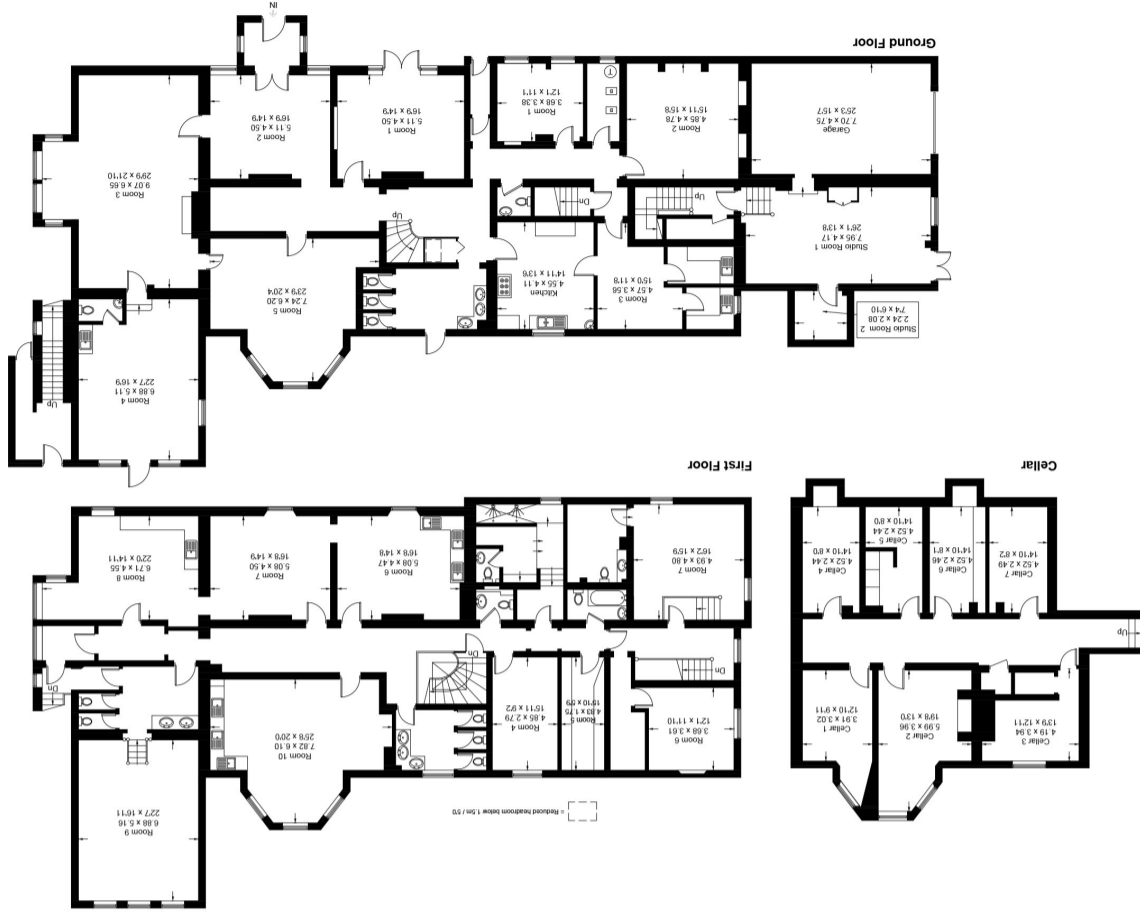 = Reduced headroom below 1.5m / 5'0
Cellar 3
4.19 x 3.94
13'9 x 12'11
Cellar 2
5.99 x 3.96
19'8 x 13'0
Cellar 1
3.91 x 3.02
12'10 x 9'11
Up
Cellar 7
4.52 x 2.49
14'10 x 8'2
Cellar 6
4.52 x 2.46
14'10 x 8'1
Cellar 5
4.52 x 2.44
14'10 x 8'0
Cellar 4
4.52 x 2.44
14'10 x 8'0
Cellar
Room 6
3.68 x 3.61
12'1 x 11'10
Room 5
4.83 x 1.75
15'10 x 5'9
Room 4
4.85 x 2.79
15'11 x 9'2
Room 10
7.82 x 6.10
25'8 x 20'0
Room 9
6.88 x 5.16
22'7 x 16'11
Dn
Dn
Dn
Room 7
4.93 x 4.80
16'2 x 15'9
Room 6
5.08 x 4.47
16'8 x 14'8
Room 7
5.08 x 4.50
16'8 x 14'9
Room 8
6.71 x 4.55
22'0 x 14'11
First Floor
Studio Room 2
2.24 x 2.08
7'4 x 6'10
Studio Room 1
7.95 x 4.17
26'1 x 13'8
Up
Room 3
4.57 x 3.56
15'0 x 11'8
Kitchen
4.55 x 4.11
14'11 x 13'6
Dn
Up
Room 5
7.24 x 6.20
23'9 x 20'4
Room 4
6.88 x 5.11
22'7 x 16'9
Up
Garage
7.70 x 4.75
25'3 x 15'7
Room 2
4.85 x 4.78
15'11 x 15'8
B
B
T
Room 1
3.68 x 3.38
12'1 x 11'1
Room 1
5.11 x 4.50
16'9 x 14'9
Room 2
5.11 x 4.50
16'9 x 14'9
Room 3
9.07 x 6.65
29'9 x 21'10
IN
Ground Floor